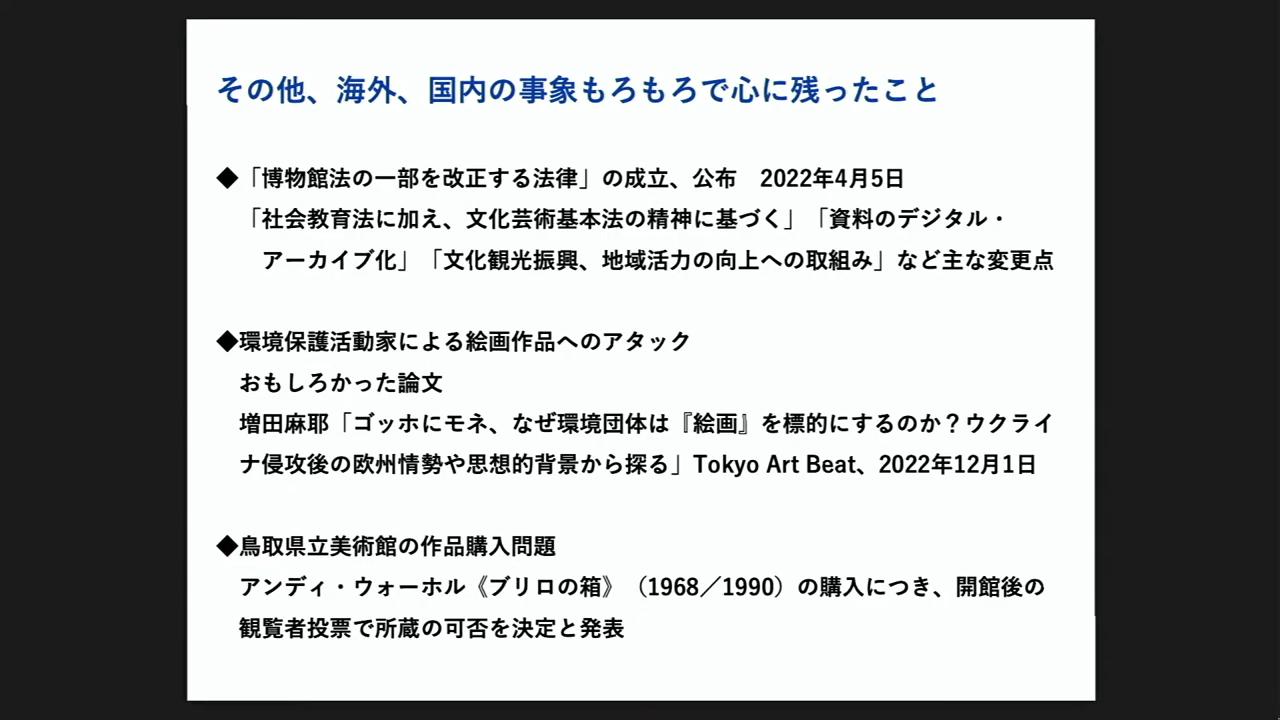 その他、海外、国内の事象もろもろで心に残ったこと
◆「博物館法の一部を改正する法律」の成立、公布　2022年4月5日
「社会教育法に加え、文化芸術基本法の精神に基づく」「資料のデジタル・
アーカイブ化」「文化観光振興、地域活力の向上への取組み」など主な変更点
◆環境保護活動家による絵画作品へのアタック
おもしろかった論文
増田麻耶「ゴッホにモネ、なぜ環境団体は『絵画』を標的にするのか？ウクライ
ナ侵攻後の欧州情勢や思想的背景から探る」Tokyo Art Beat、2022年12月1日
◆鳥取県立美術館の作品購入問題
アンディ・ウォーホル《ブリロの箱》（1968／1990）の購入につき、開館後の
観覧者投票で所蔵の可否を決定と発表